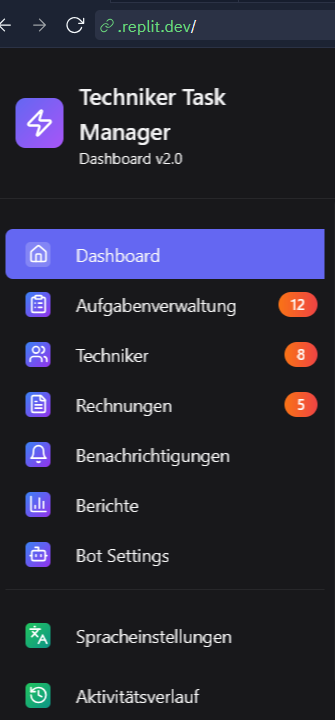 .replit.dev/
Techniker Task
Manager
Dashboard v2.0
Dashboard
Aufgabenverwaltung 12
Techniker 8
Rechnungen 5
Benachrichtigungen
Berichte
Bot Settings
Spracheinstellungen
Aktivitätsverlauf